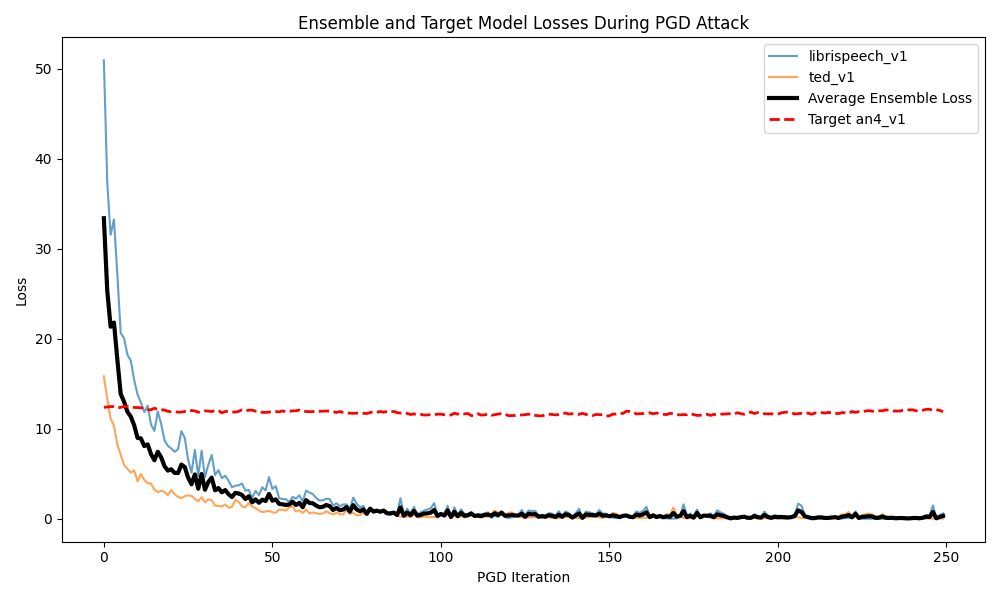 Ensemble and Target Model Losses During PGD Attack
librispeech_v1
ted_v1
Average Ensemble Loss
Target an4_v1
Loss
50
40
30
20
10
0
0 50 100 150 200 250
PGD Iteration